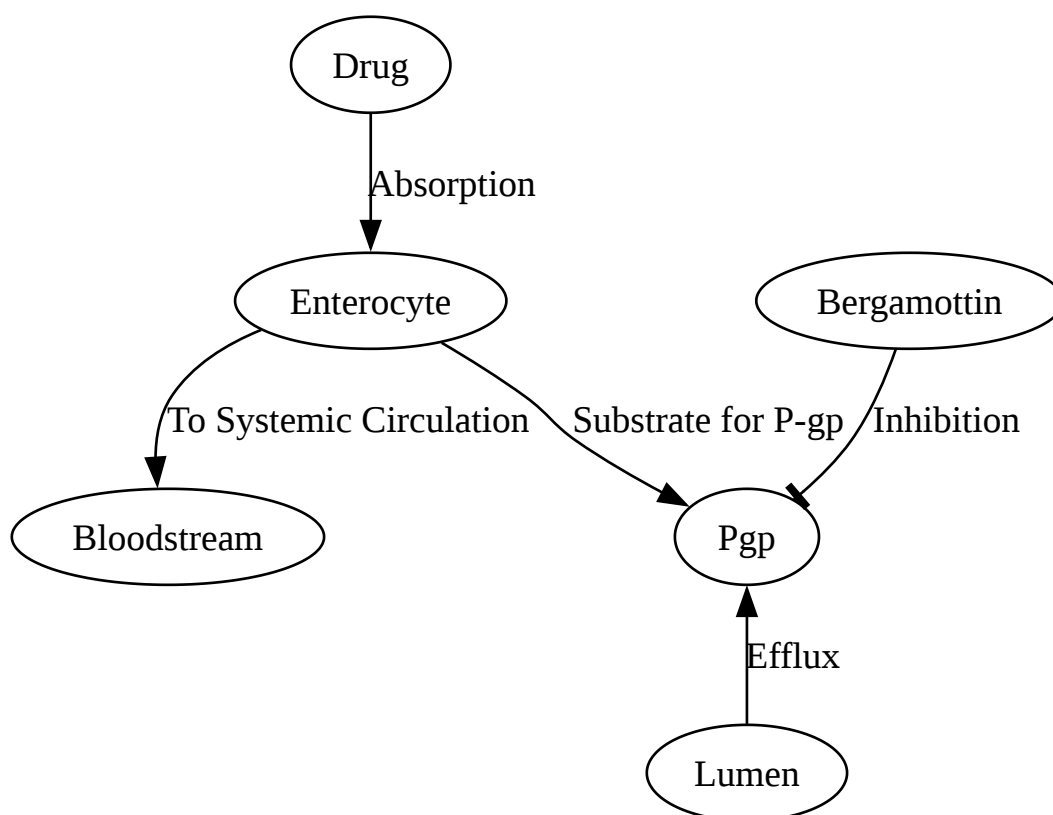 Drug
Absorption
Enterocyte
Bergamottin
To Systemic Circulation
Substrate for P-gp
Inhibition
Bloodstream
Pgp
Efflux
Lumen